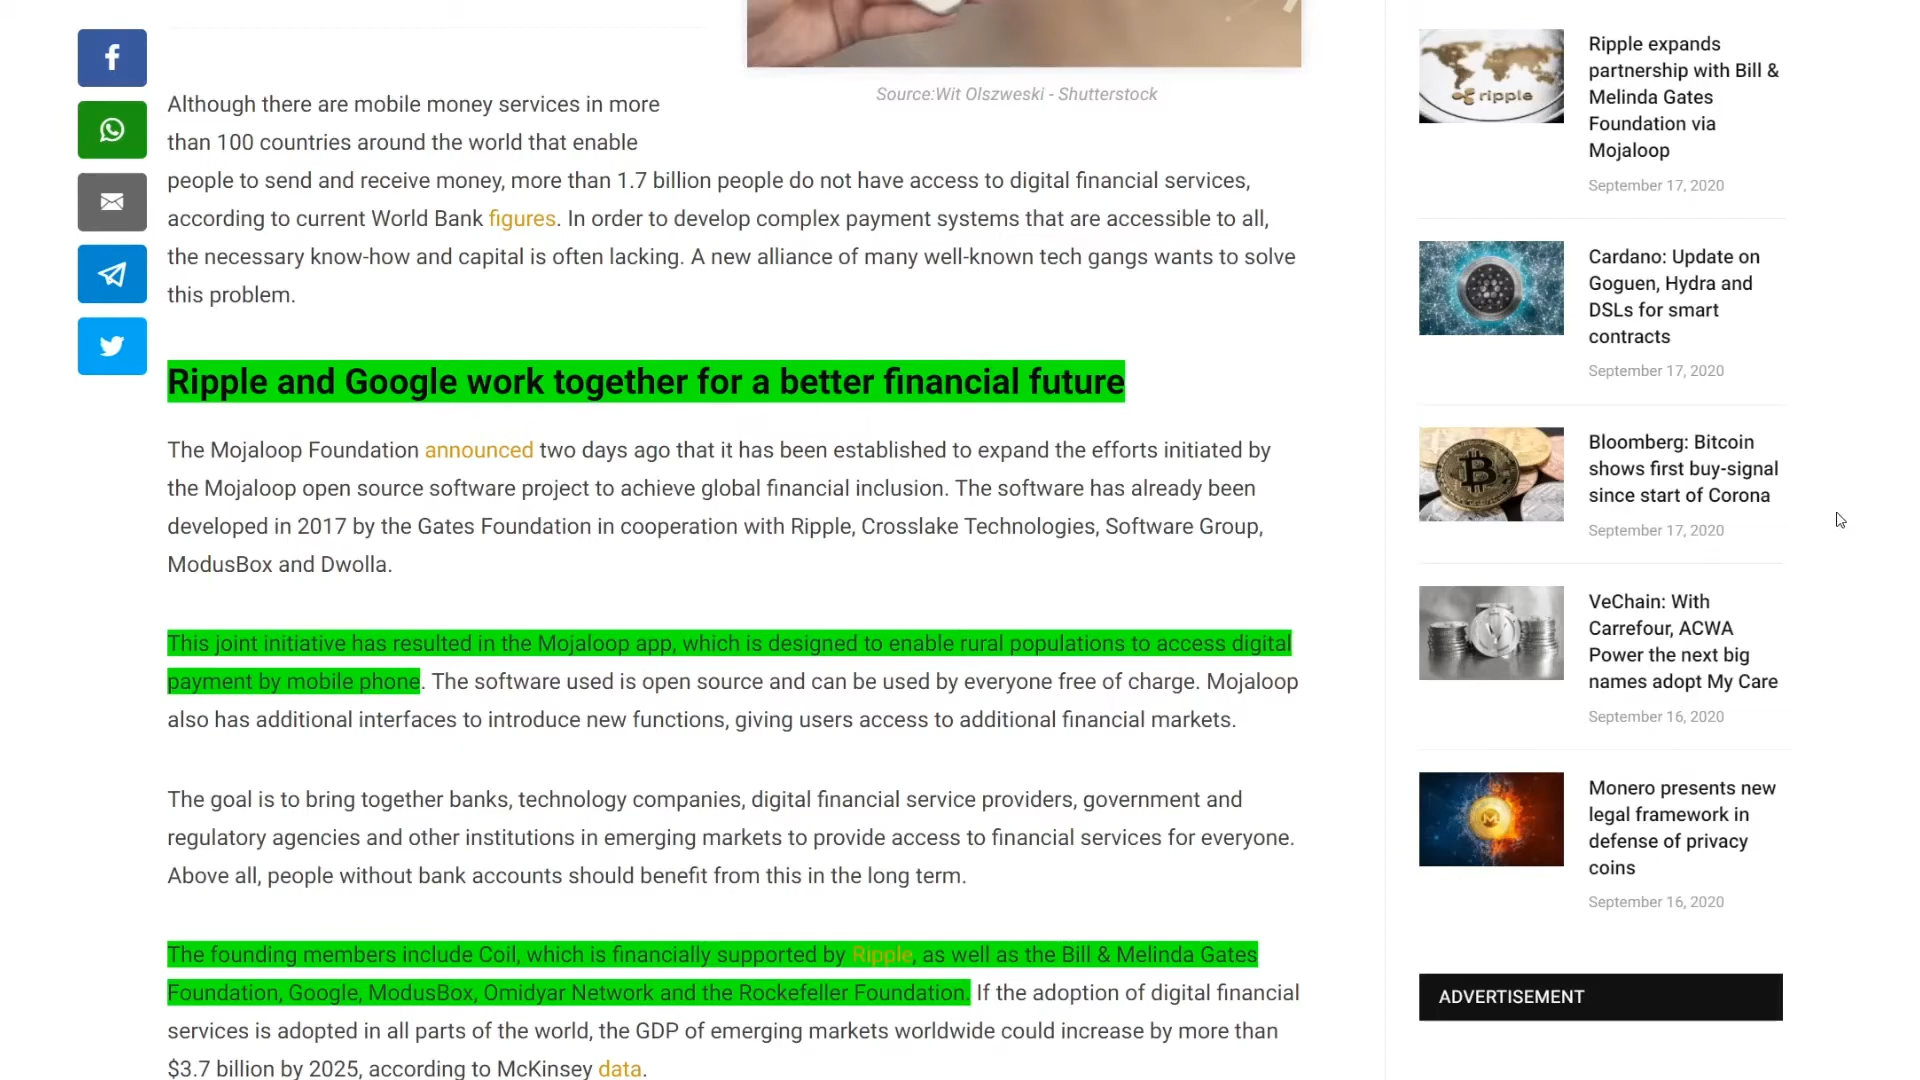 Source:Wit Olszweski - Shutterstock
Although there are mobile money services in more
than 100 countries around the world that enable
people to send and receive money, more than 1.7 billion people do not have access to digital financial services,
according to current World Bank figures. In order to develop complex payment systems that are accessible to all,
the necessary know-how and capital is often lacking. A new alliance of many well-known tech gangs wants to solve
this problem.
Ripple and Google work together for a better financial future
The Mojaloop Foundation announced two days ago that it has been established to expand the efforts initiated by
the Mojaloop open source software project to achieve global financial inclusion. The software has already been
developed in 2017 by the Gates Foundation in cooperation with Ripple, Crosslake Technologies, Software Group,
ModusBox and Dwolla.
This joint initiative has resulted in the Mojaloop app, which is designed to enable rural populations to access digital
payment by mobile phone. The software used is open source and can be used by everyone free of charge. Mojaloop
also has additional interfaces to introduce new functions, giving users access to additional financial markets.
The goal is to bring together banks, technology companies, digital financial service providers, government and
regulatory agencies and other institutions in emerging markets to provide access to financial services for everyone.
Above all, people without bank accounts should benefit from this in the long term.
The founding members include Coil, which is financially supported by Ripple, as well as the Bill & Melinda Gates
Foundation, Google, ModusBox, Omidyar Network and the Rockefeller Foundation. If the adoption of digital financial
services is adopted in all parts of the world, the GDP of emerging markets worldwide could increase by more than
$3.7 billion by 2025, according to McKinsey data.
ripple
Ripple expands
partnership with Bill &
Melinda Gates
Foundation via
Mojaloop
September 17, 2020
Cardano: Update on
Goguen, Hydra and
DSLs for smart
contracts
September 17, 2020
Bloomberg: Bitcoin
shows first buy-signal
since start of Corona
September 17, 2020
VeChain: With
Carrefour, ACWA
Power the next big
names adopt My Care
September 16, 2020
Monero presents new
legal framework in
defense of privacy
coins
September 16, 2020
ADVERTISEMENT